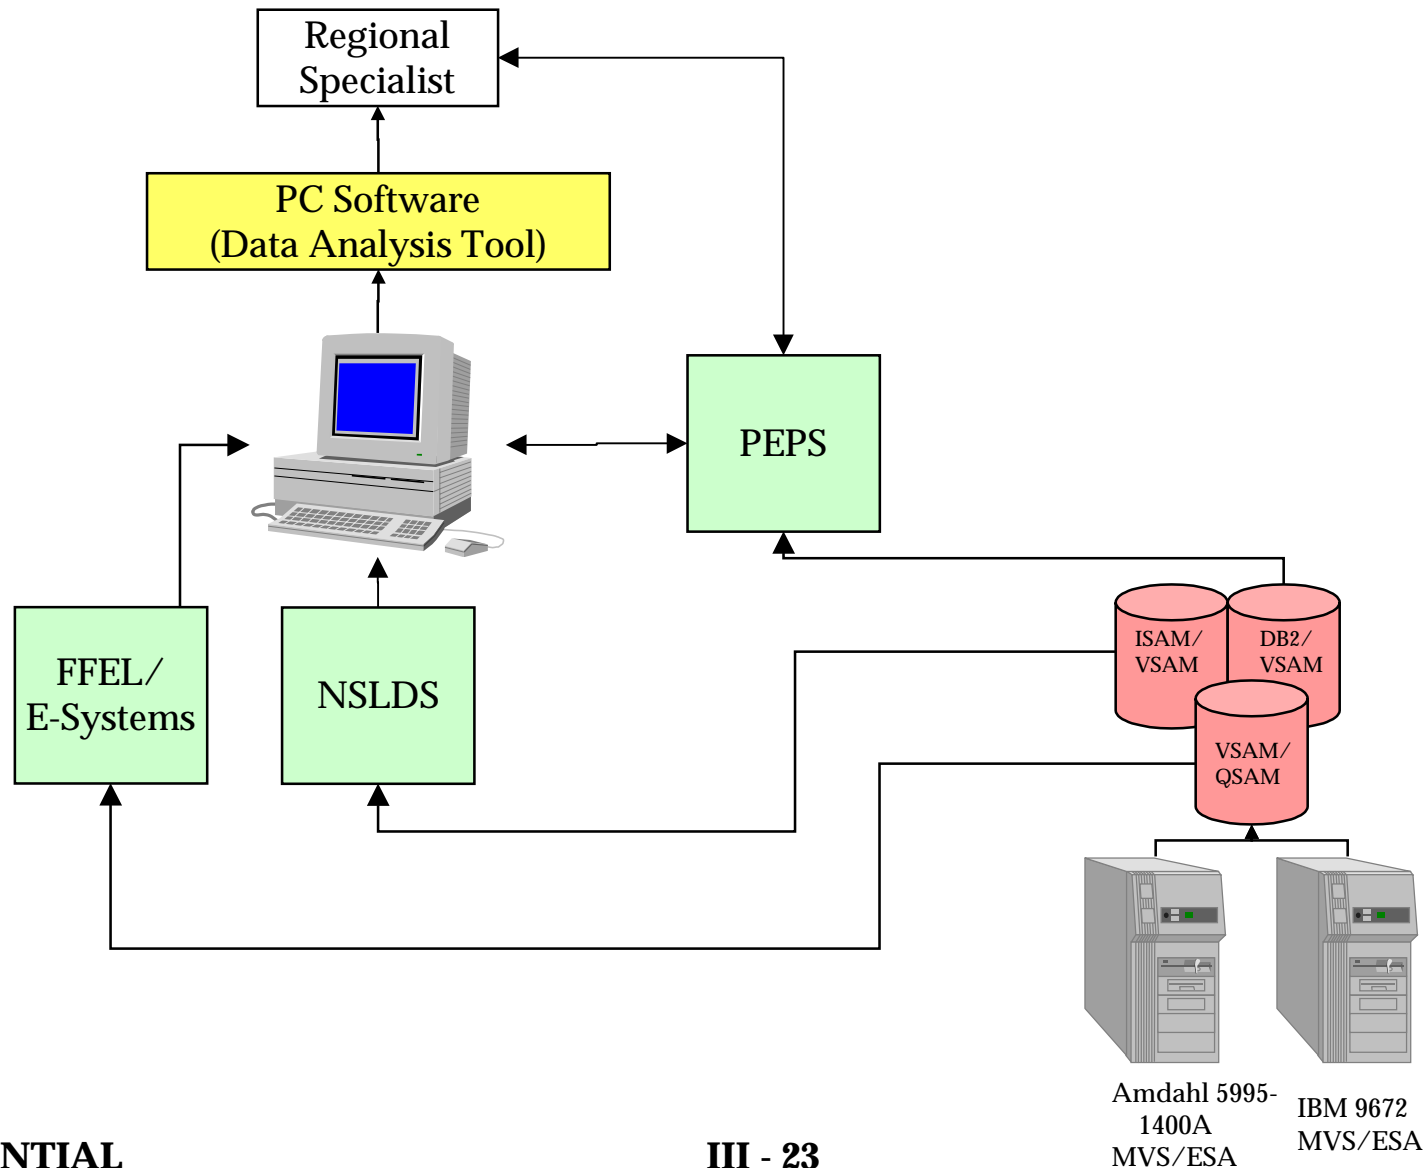 Regional
Specialist
PC Software
(Data Analysis Tool)
PEPS
FFEL/
E-Systems
NSLDS
ISAM/
VSAM
DB2/
VSAM
VSAM/
QSAM
Amdahl 5995-
1400A
MVS/ESA
IBM 9672
MVS/ESA
NTIAL
III - 23